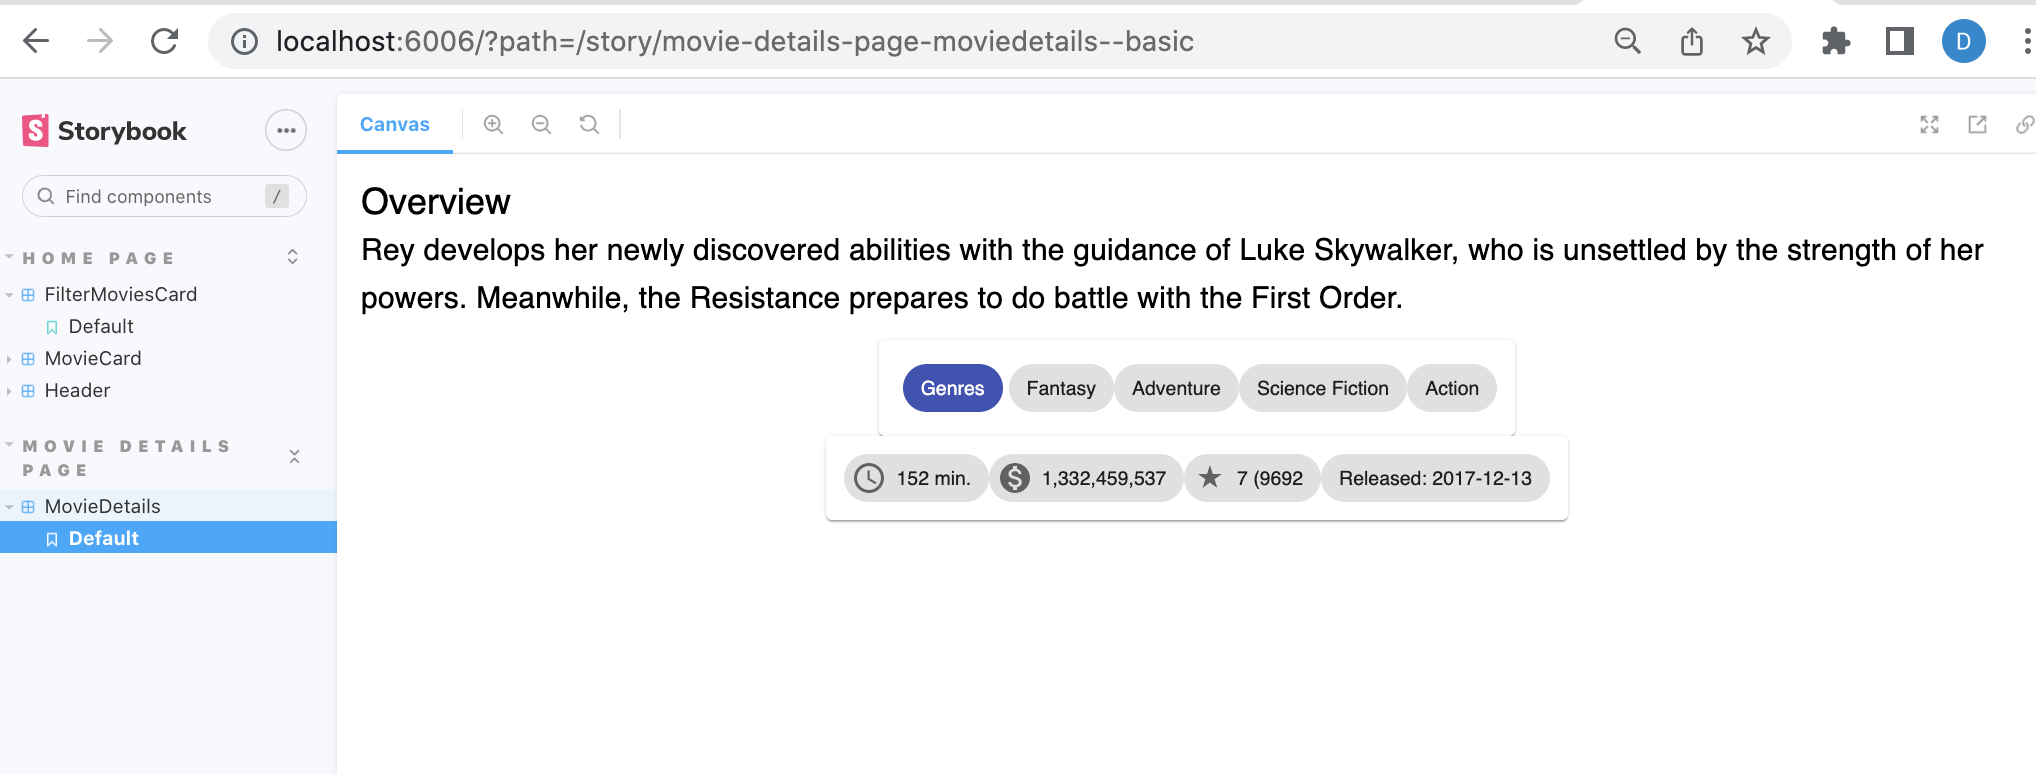 localhost:6006/?path=/story/movie-details-page-moviedetails--basic
D
Storybook
Find components /
HOME PAGE
FilterMoviesCard
Default
MovieCard
Header
MOVIE DETAILS
PAGE
MovieDetails
Default
Canvas
Overview
Rey develops her newly discovered abilities with the guidance of Luke Skywalker, who is unsettled by the strength of her
powers. Meanwhile, the Resistance prepares to do battle with the First Order.
Genres Fantasy Adventure Science Fiction Action
152 min. $ 1,332,459,537 7 (9692 Released: 2017-12-13